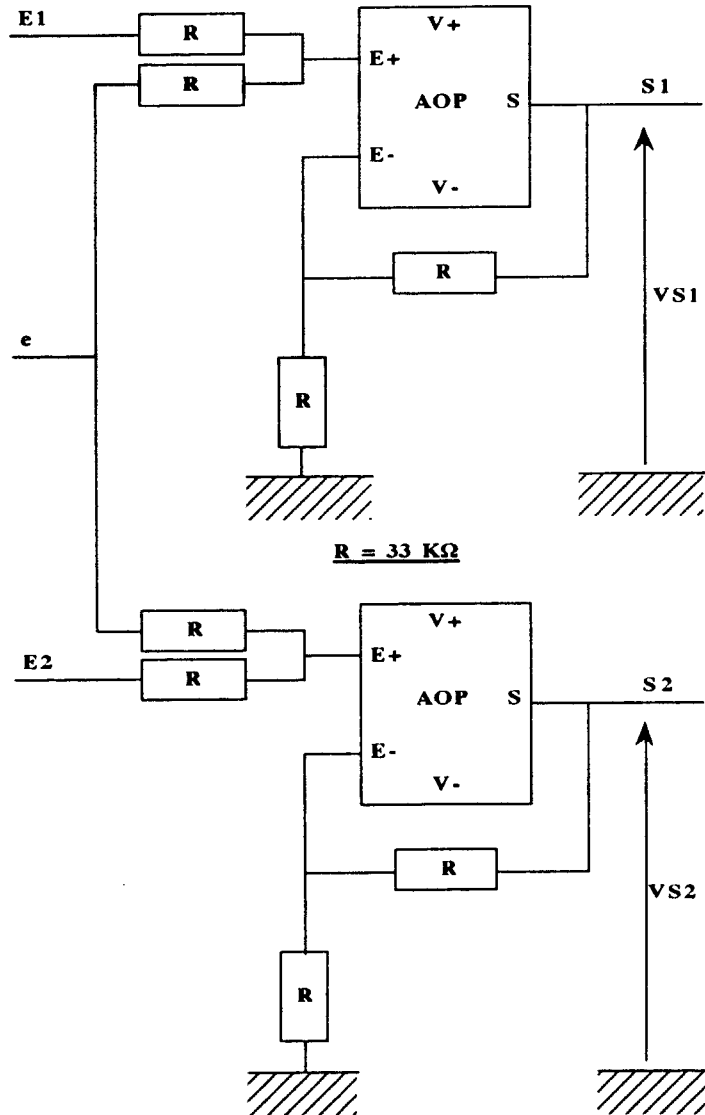 E1
R
V+
R
E+
AOP
S
S1
E-
V-
R
VS1
e
R
R = 33 KΩ
R
V+
E2
R
E+
AOP
S
S2
E-
V-
R
VS2
R